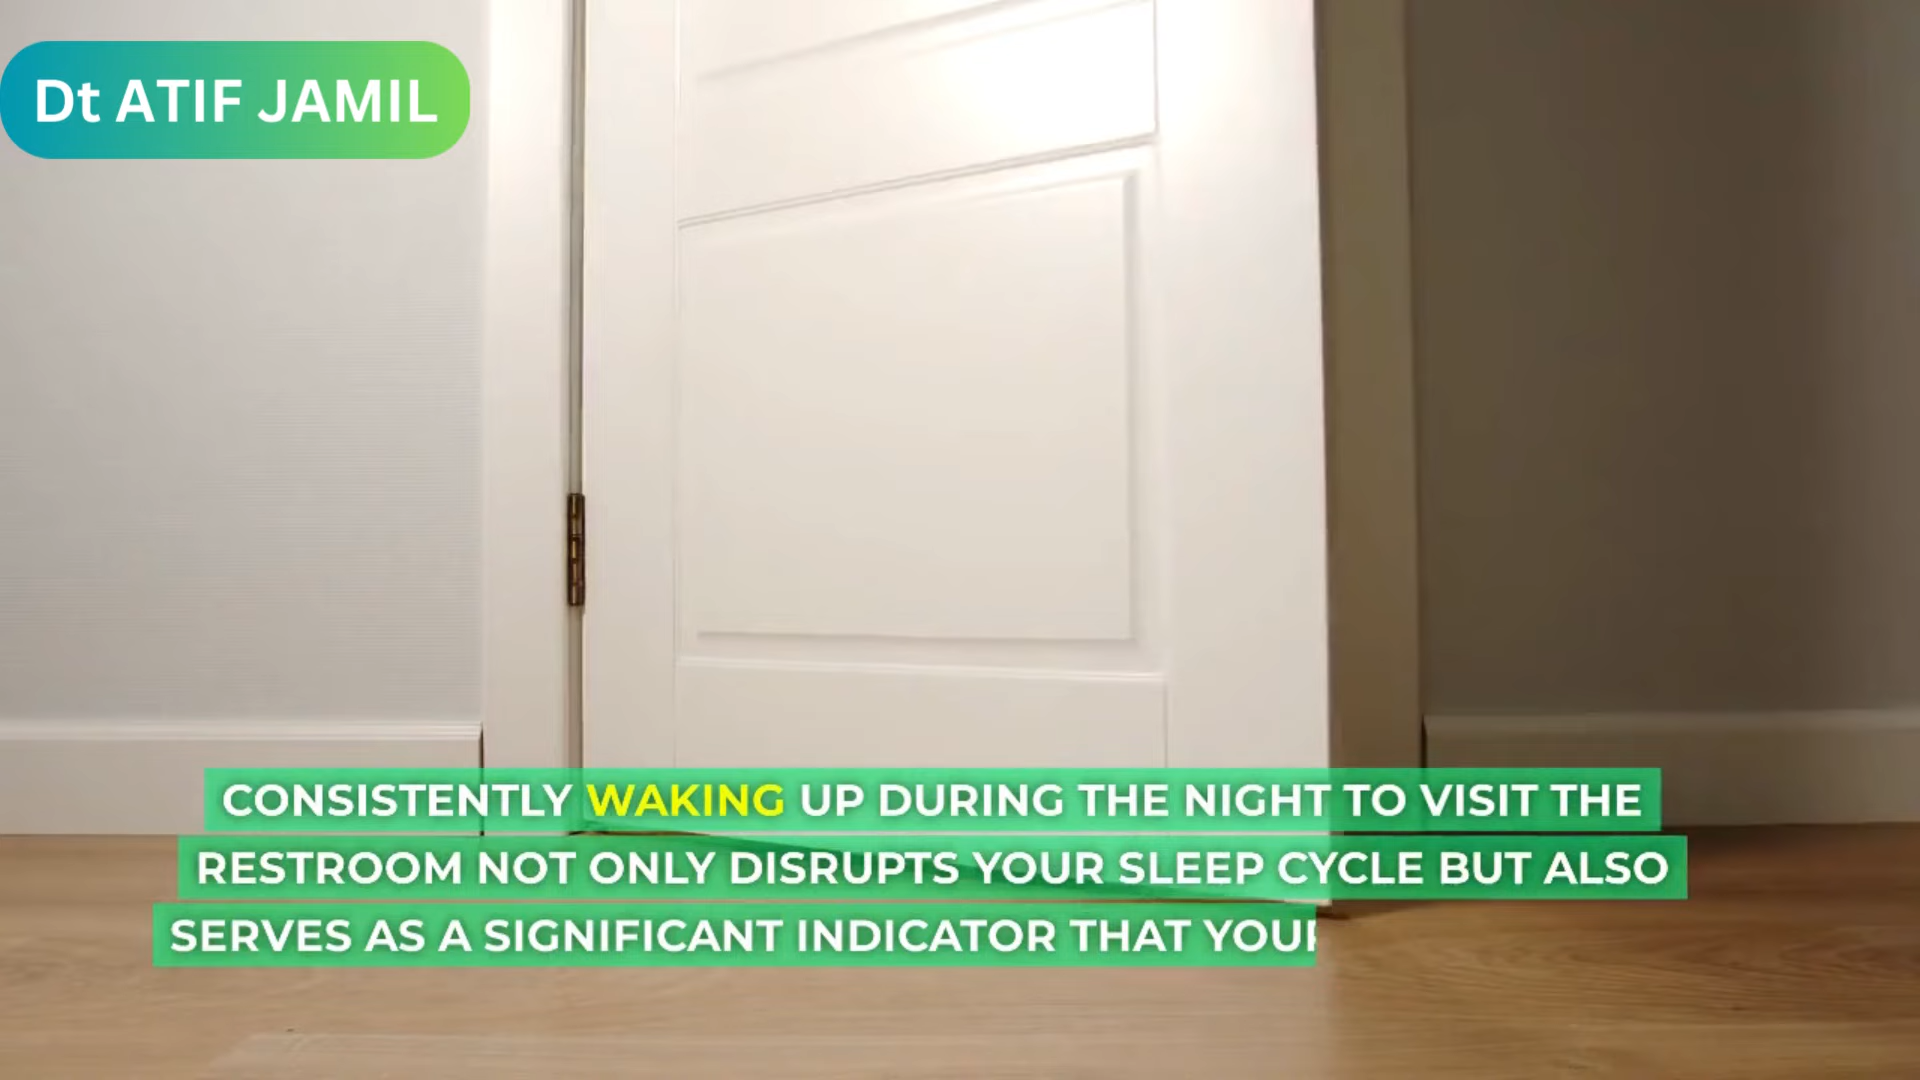 Dt ATIF JAMIL
CONSISTENTLY WAKING UP DURING THE NIGHT TO VISIT THE
RESTROOM NOT ONLY DISRUPTS YOUR SLEEP CYCLE BUT ALSO
SERVES AS A SIGNIFICANT INDICATOR THAT